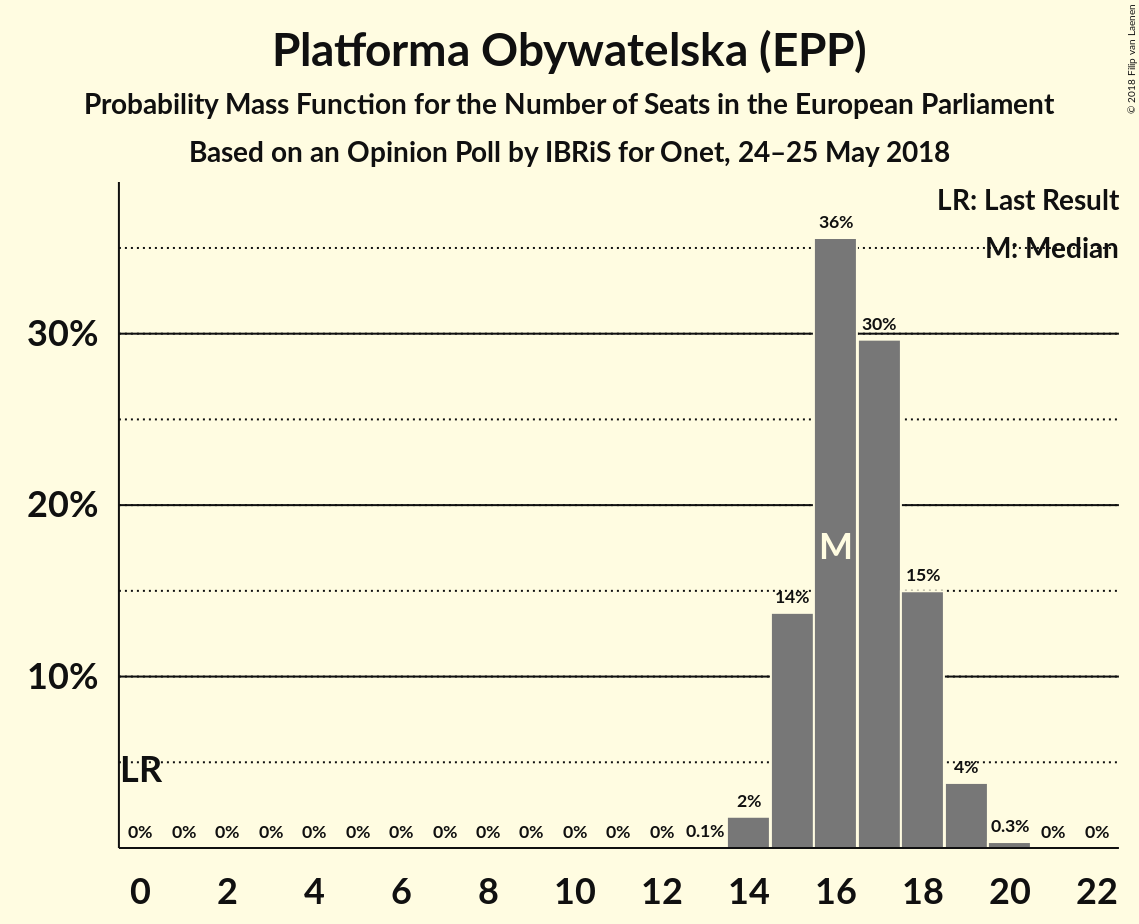 Platforma Obywatelska (EPP)
Probability Mass Function for the Number of Seats in the European Parliament
Based on an Opinion Poll by IBRiS for Onet, 24–25 May 2018
© 2018 Filip van Laenen
LR: Last Result
M: Median
36%
30%
30%
20%
M
15%
14%
10%
LR
4%
2%
0% 0% 0% 0% 0% 0% 0% 0% 0% 0% 0% 0% 0% 0.1% 0.3% 0% 0%
0 2 4 6 8 10 12 14 16 18 20 22